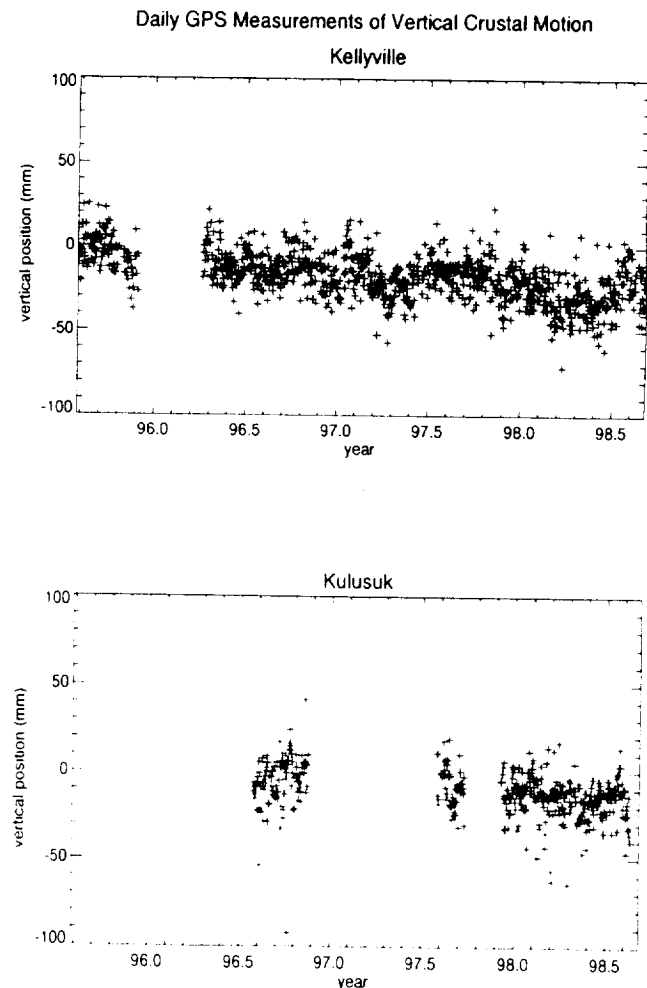 Daily GPS Measurements of Vertical Crustal Motion
Kellyville
100
50
0
-50
-100
vertical position (mm)
96.0 96.5 97.0 97.5 98.0 98.5
year
Kulusuk
100
50
0
-50
-100
vertical position (mm)
96.0 96.5 97.0 97.5 98.0 98.5
year